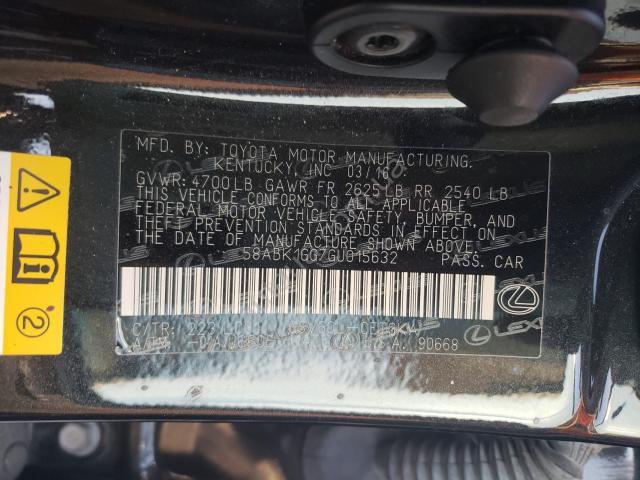 MFD. BY: TOYOTA MOTOR MANUFACTURING.
KENTUCKY, INC 03/16
GVWR: 4700LB GAWR FR 2625LB RR 2540 LB
THIS VEHICLE CONFORMS TO ALL APPLICABLE
FEDERAL MOTOR VEHICLE SAFETY, BUMPER, AND
THEFT PREVENTION STANDARDS IN EFFECT ON
THE DATE OF MANUFACTURE SHOWN ABOVE.
58ABK1GG7GU015632 PASS. CAR
C/TR: 223
LEXUS
90668
2